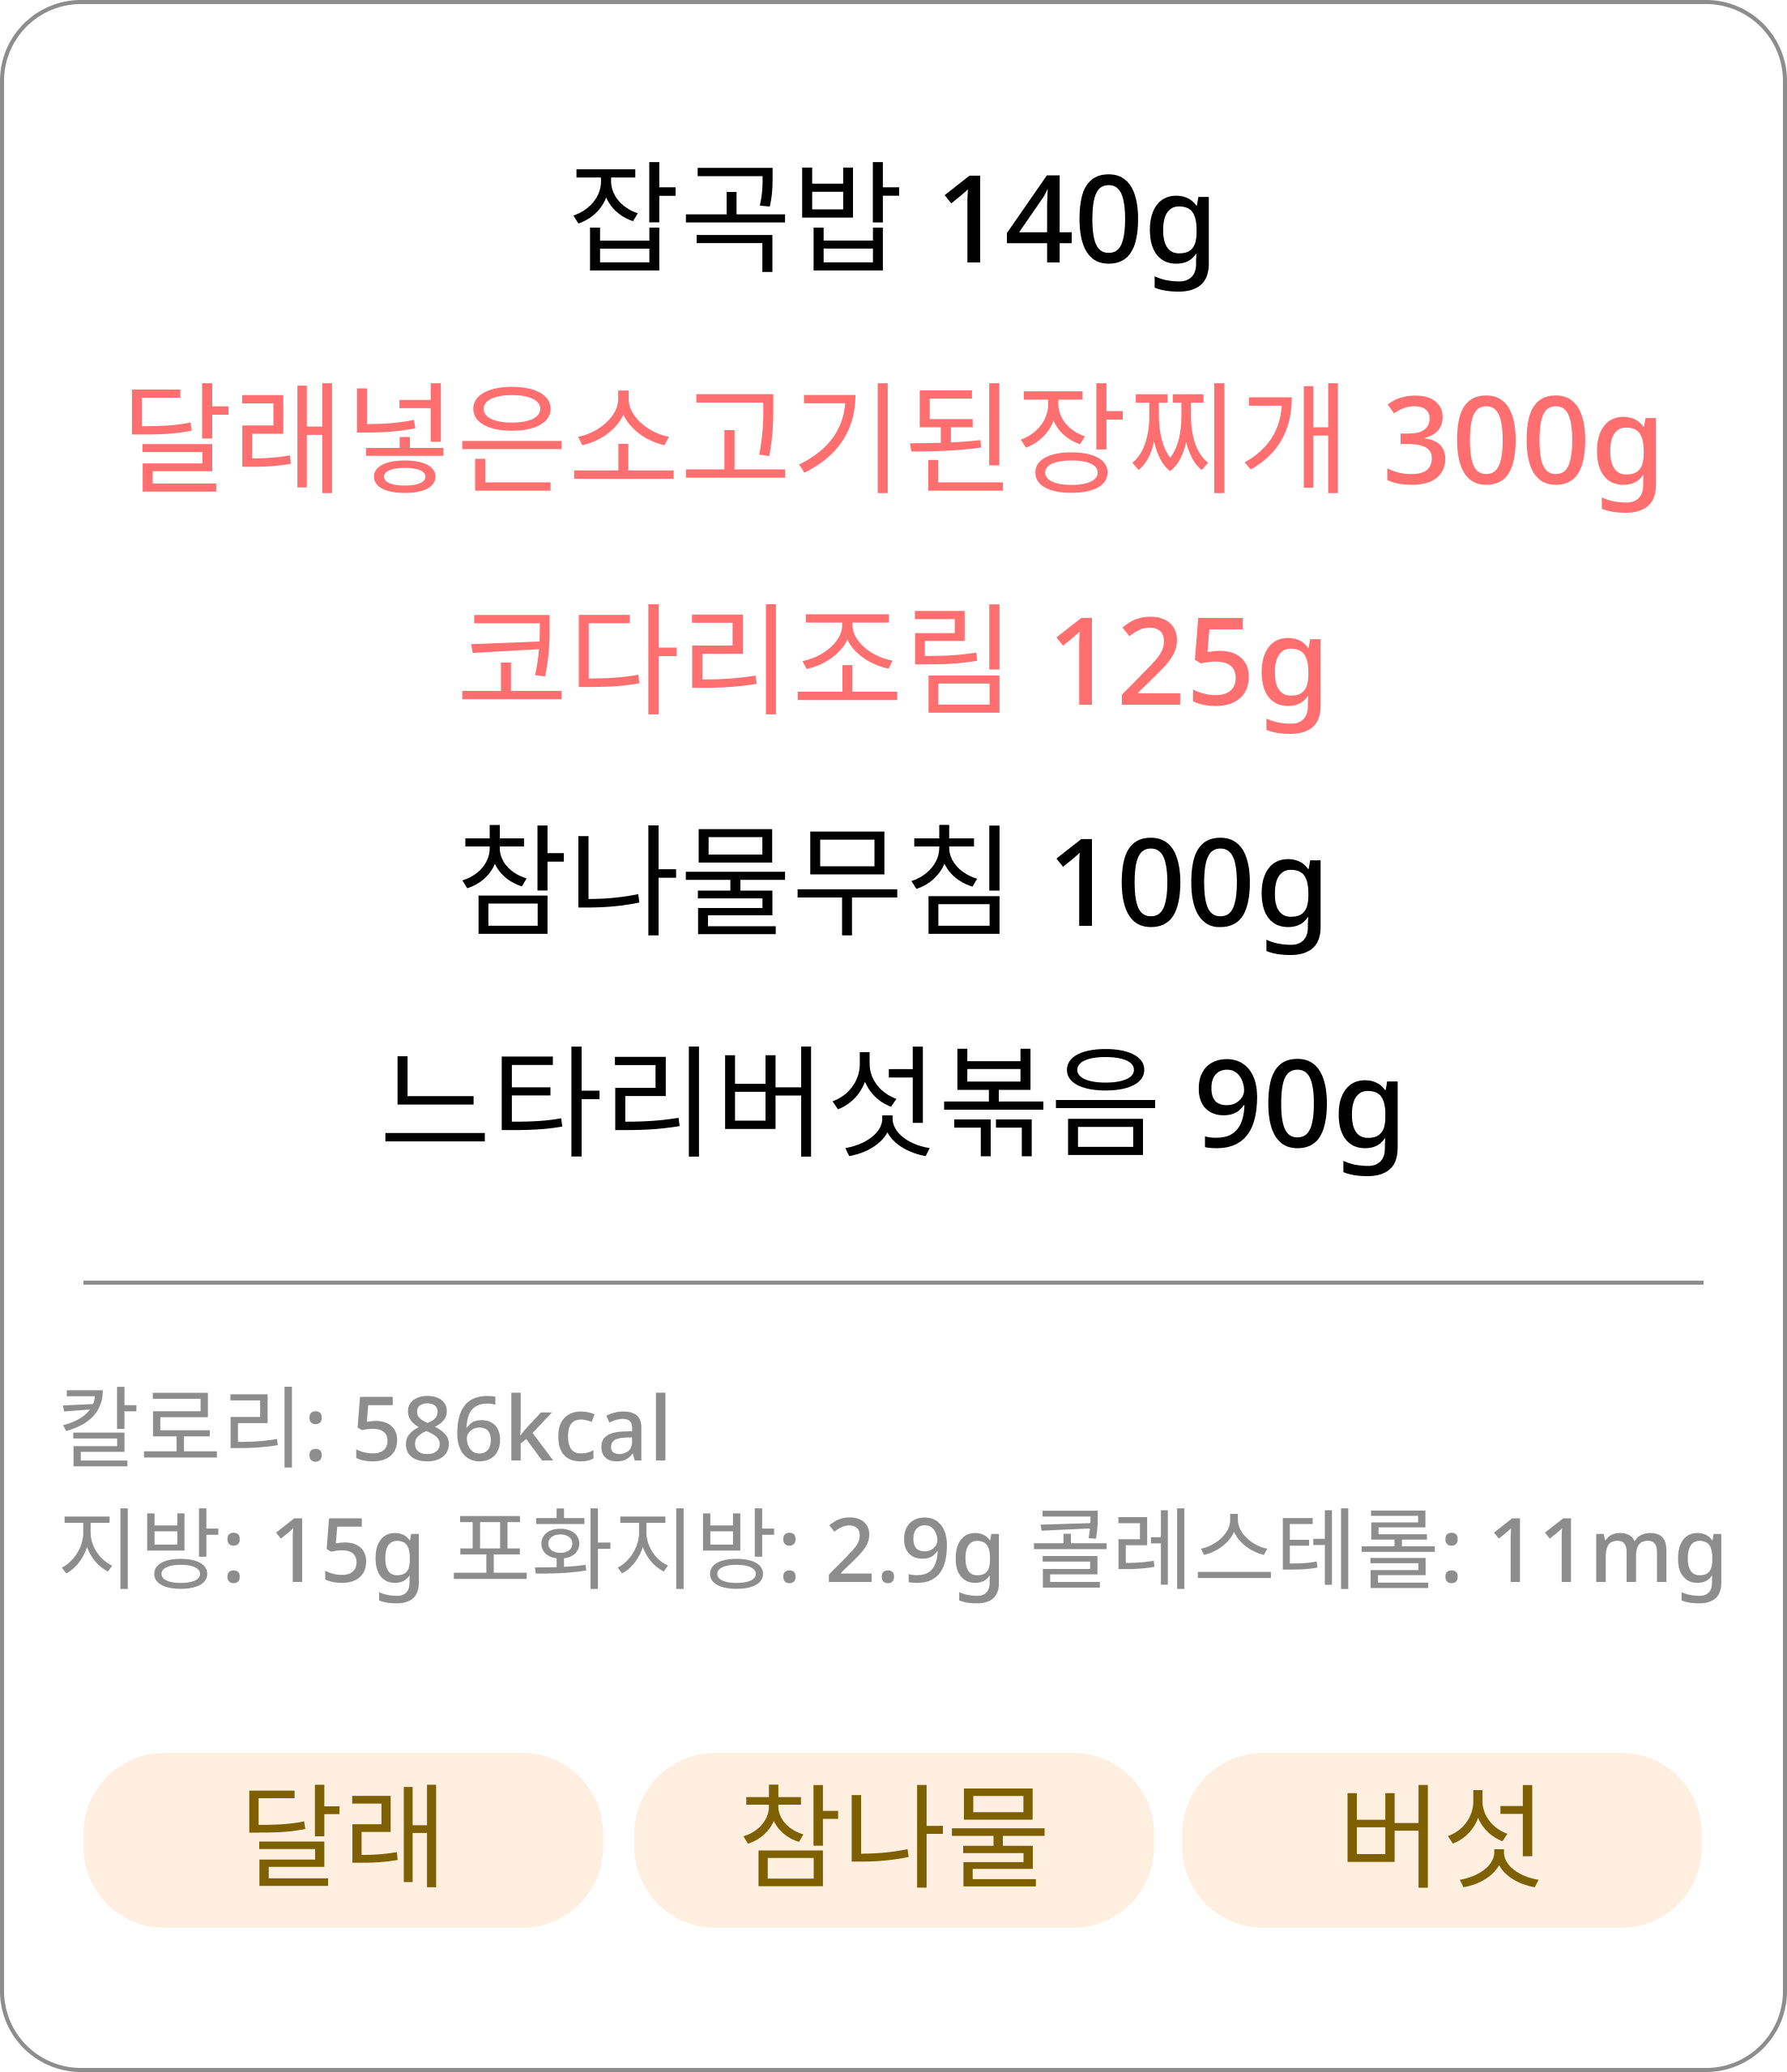 잡곡밥 140g
달래넣은소고기된장찌개 300g
코다리조림 125g
참나물무침 100g
느타리버섯볶음 90g
칼로리: 586kcal
지방: 15g 포화지방: 2.9g 콜레스테롤: 11mg
달래 참나물 버섯